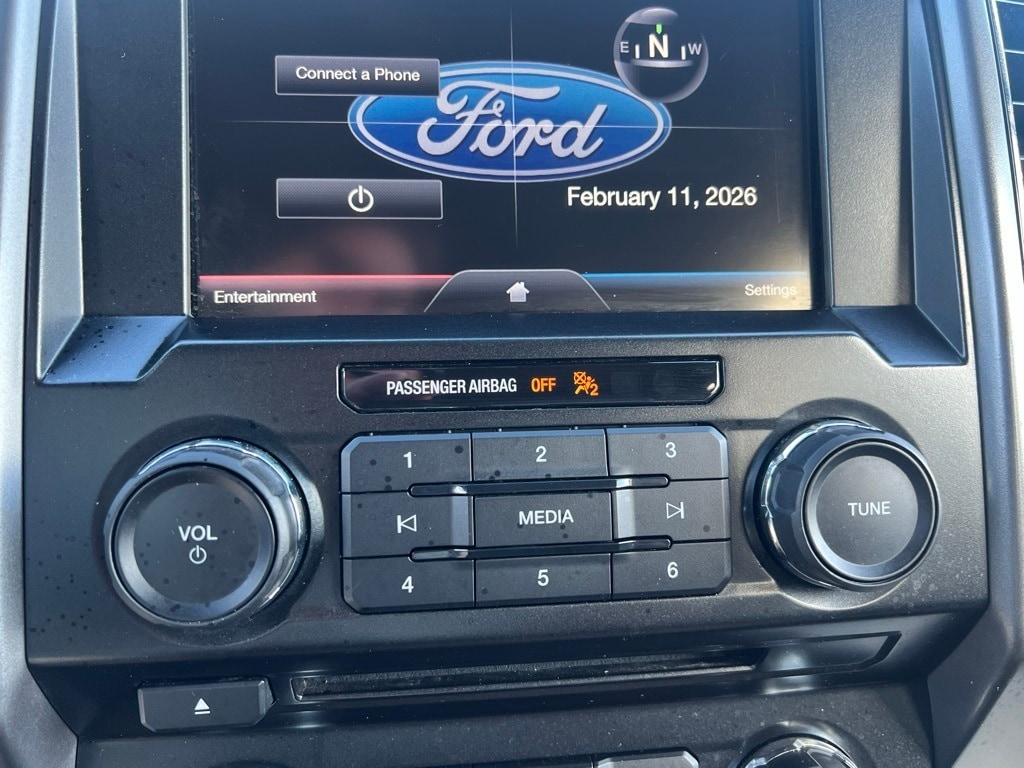 E N W
Connect a Phone
Ford
February 11, 2026
Entertainment
Settings
PASSENGER AIRBAG OFF 2
1 2 3
VOL
MEDIA
TUNE
4 5 6